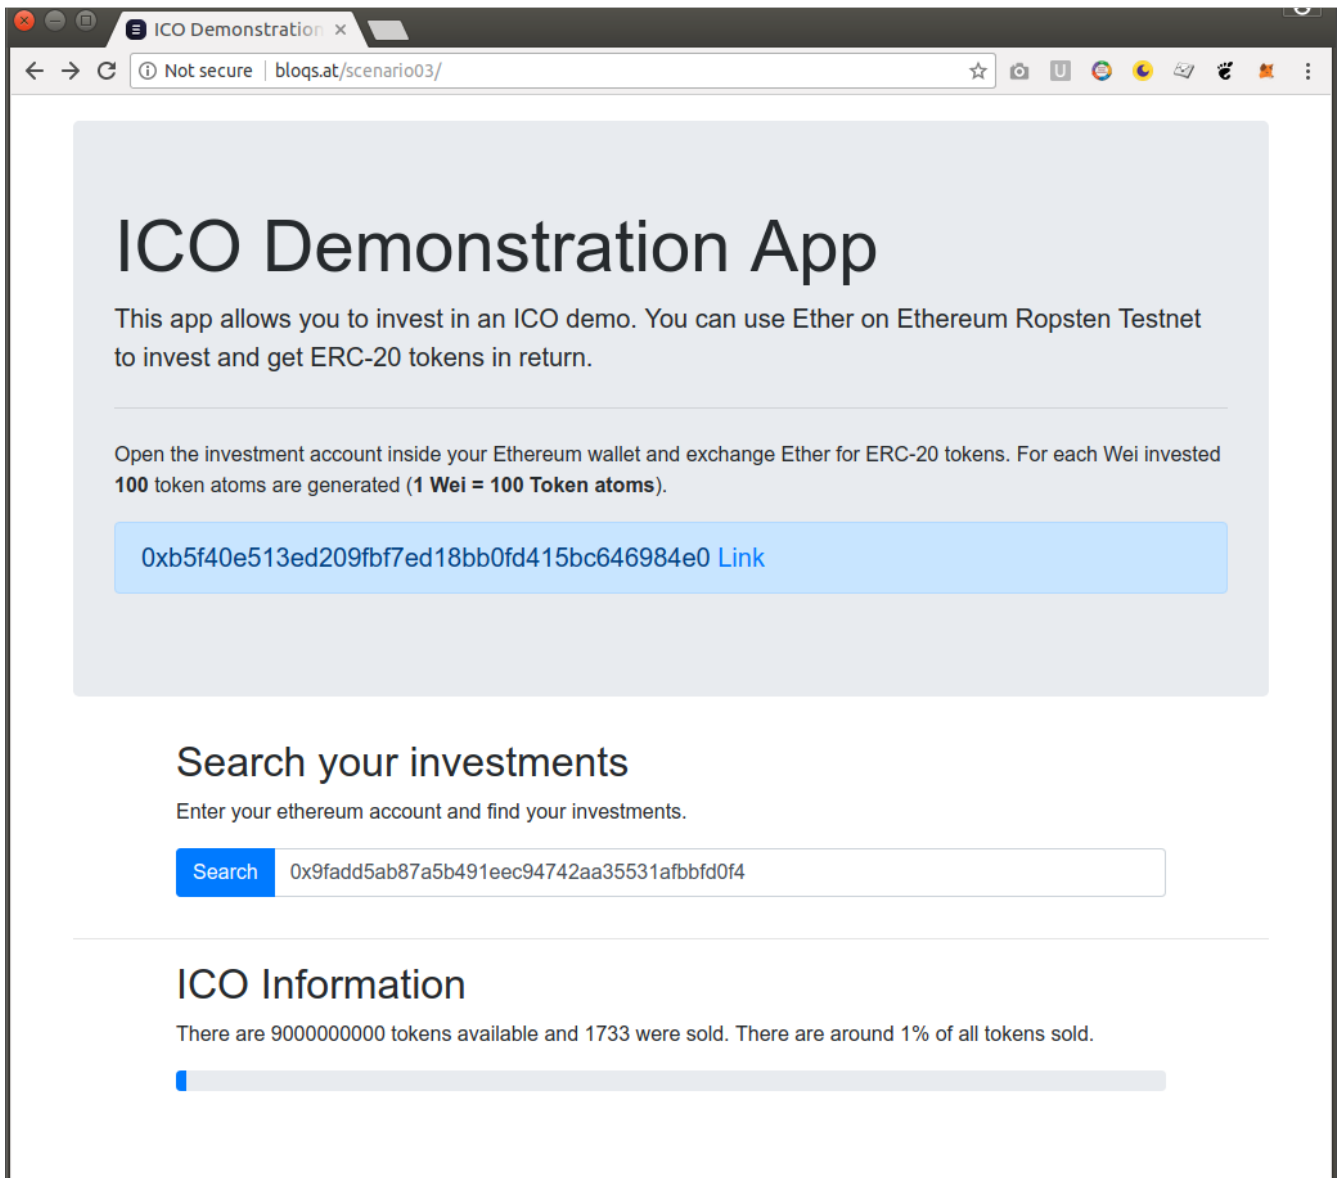 ICO Demonstration
Not secure | bloqs.at/scenario03/
ICO Demonstration App
This app allows you to invest in an ICO demo. You can use Ether on Ethereum Ropsten Testnet
to invest and get ERC-20 tokens in return.
Open the investment account inside your Ethereum wallet and exchange Ether for ERC-20 tokens. For each Wei invested
100 token atoms are generated (1 Wei = 100 Token atoms).
0xb5f40e513ed209fbf7ed18bb0fd415bc646984e0 Link
Search your investments
Enter your ethereum account and find your investments.
Search 0x9fadd5ab87a5b491eec94742aa35531afbbfd0f4
ICO Information
There are 9000000000 tokens available and 1733 were sold. There are around 1% of all tokens sold.